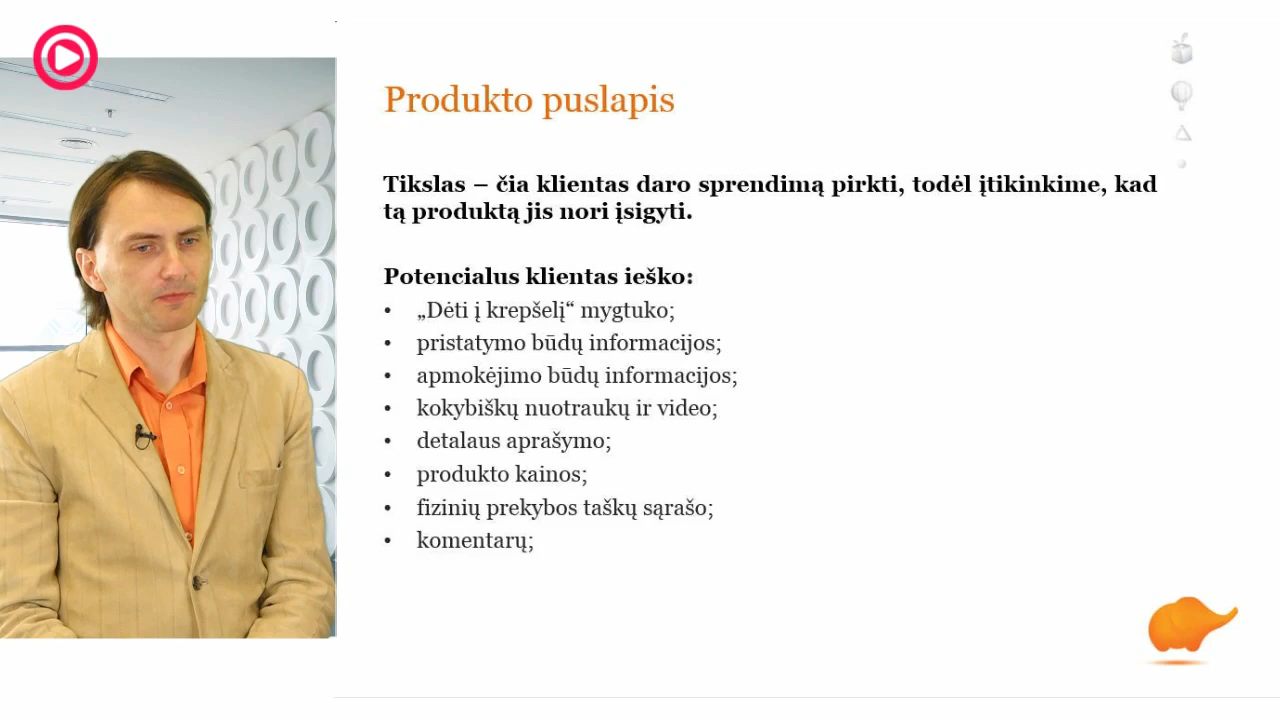 Produkto puslapis
Tikslas – čia klientas daro sprendimą pirkti, todėl įtikinkime, kad
tą produktą jis nori įsigyti.
Potencialus klientas ieško:
• „Dėti į krepšelį“ mygtuko;
• pristatymo būdų informacijos;
• apmokėjimo būdų informacijos;
• kokybiškų nuotraukų ir video;
• detalaus aprašymo;
• produkto kainos;
• fizinių prekybos taškų sąrašo;
• komentarų;